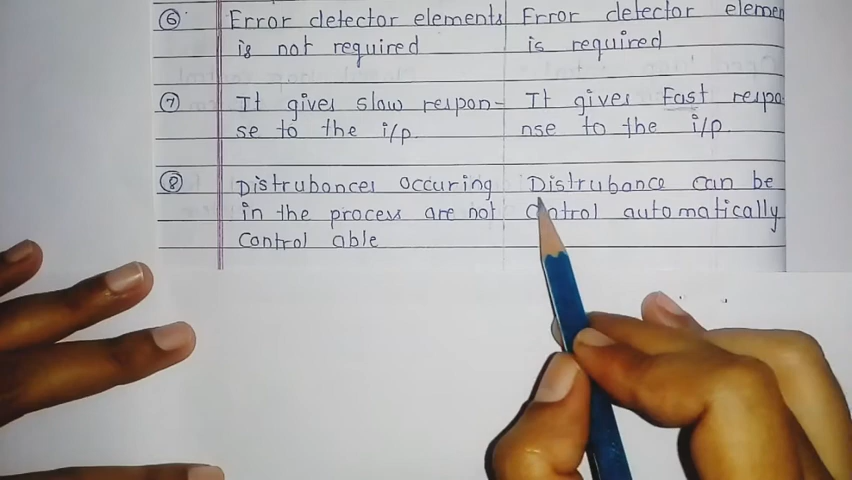 ⑥ Error detector elements Error detector elemen
is not required is required
⑦ It gives slow respon- It gives Fast respo
se to the i/p. nse to the i/p.
⑧ Distrubances occuring Distrubance can be
in the process are not control automatically
control able